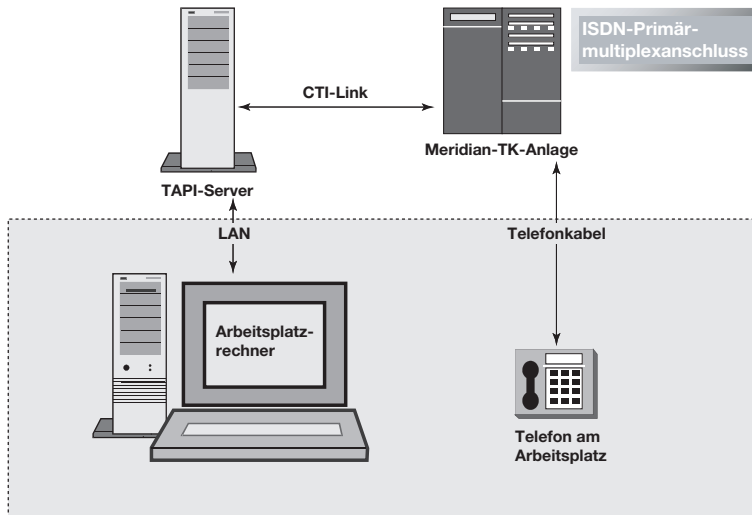 ISDN-Primär-
multiplexanschluss
CTI-Link
Meridian-TK-Anlage
TAPI-Server
LAN
Telefonkabel
Arbeitsplatz-
rechner
Telefon am
Arbeitsplatz